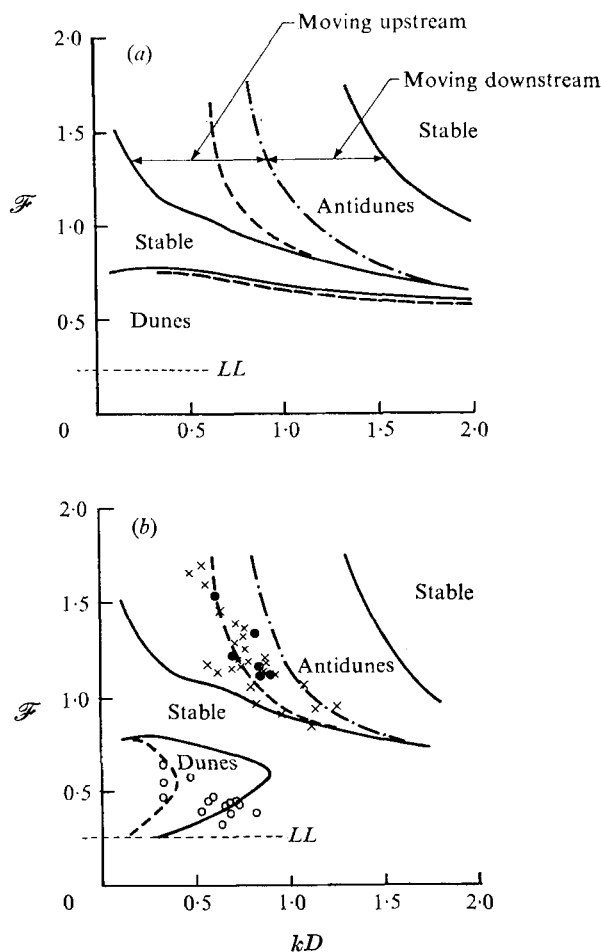 Moving upstream
2·0
(a)
Moving downstream
Stable
1·5
Antidunes
ℱ
1·0
Stable
0·5
Dunes
LL
0
0·5
1·0
1·5
2·0
2·0
(b)
Stable
1·5
Antidunes
ℱ
1·0
Stable
Dunes
0·5
LL
0
0·5
1·0
1·5
2·0
kD